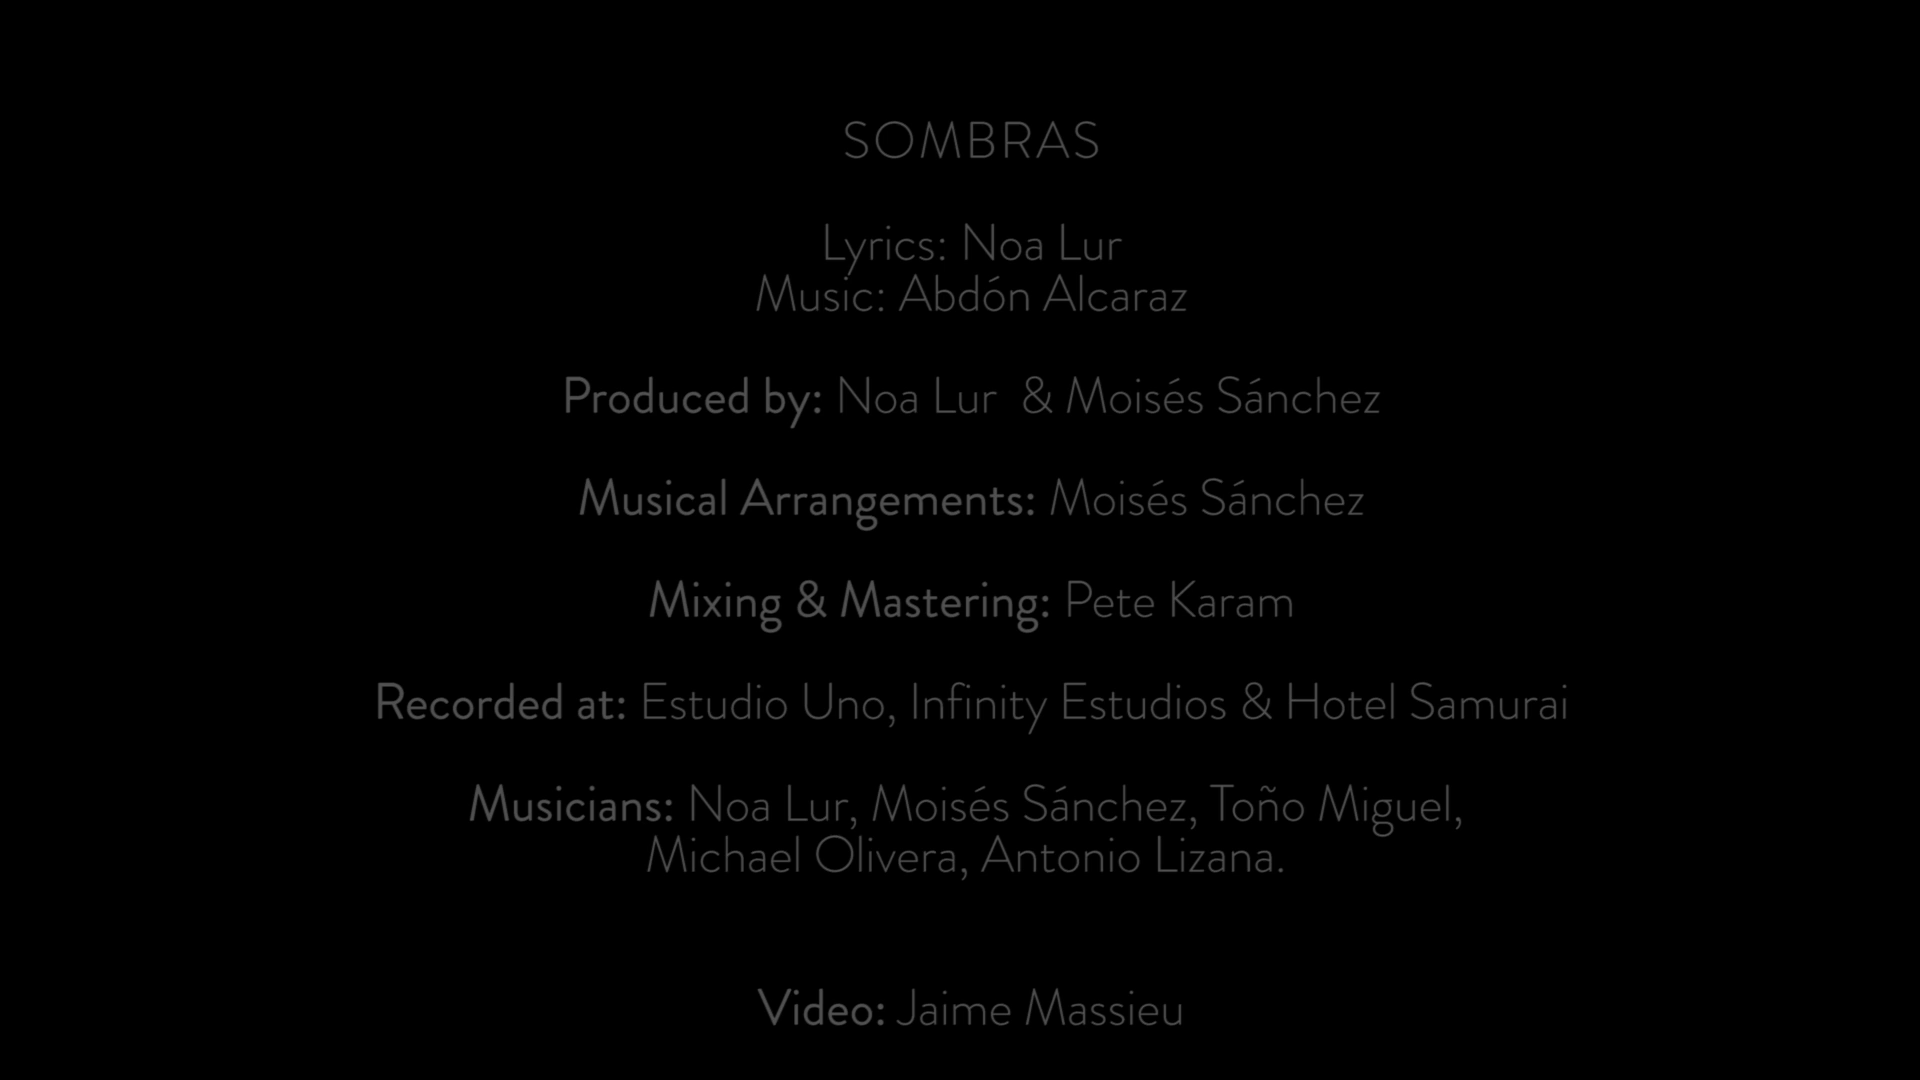 SOMBRAS
Lyrics: Noa Lur
Music: Abdón Alcaraz
Produced by: Noa Lur & Moisés Sánchez
Musical Arrangements: Moisés Sánchez
Mixing & Mastering: Pete Karam
Recorded at: Estudio Uno, Infinity Estudios & Hotel Samurai
Musicians: Noa Lur, Moisés Sánchez, Toño Miguel,
Michael Olivera, Antonio Lizana.
Video: Jaime Massieu